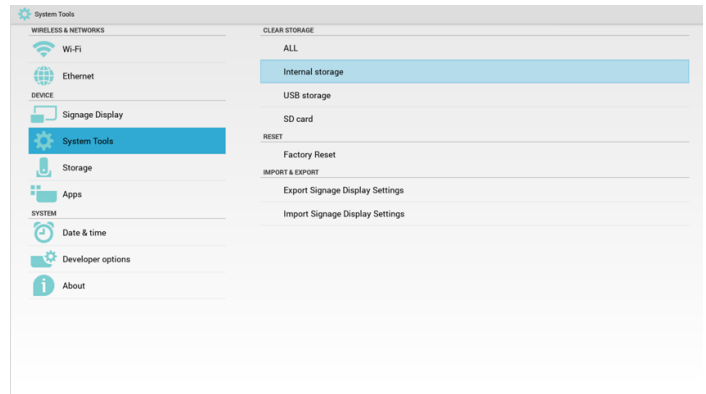 System Tools
WIRELESS & NETWORKS
Wi-Fi
Ethernet
DEVICE
Signage Display
System Tools
Storage
Apps
SYSTEM
Date & time
Developer options
About
CLEAR STORAGE
ALL
Internal storage
USB storage
SD card
RESET
Factory Reset
IMPORT & EXPORT
Export Signage Display Settings
Import Signage Display Settings